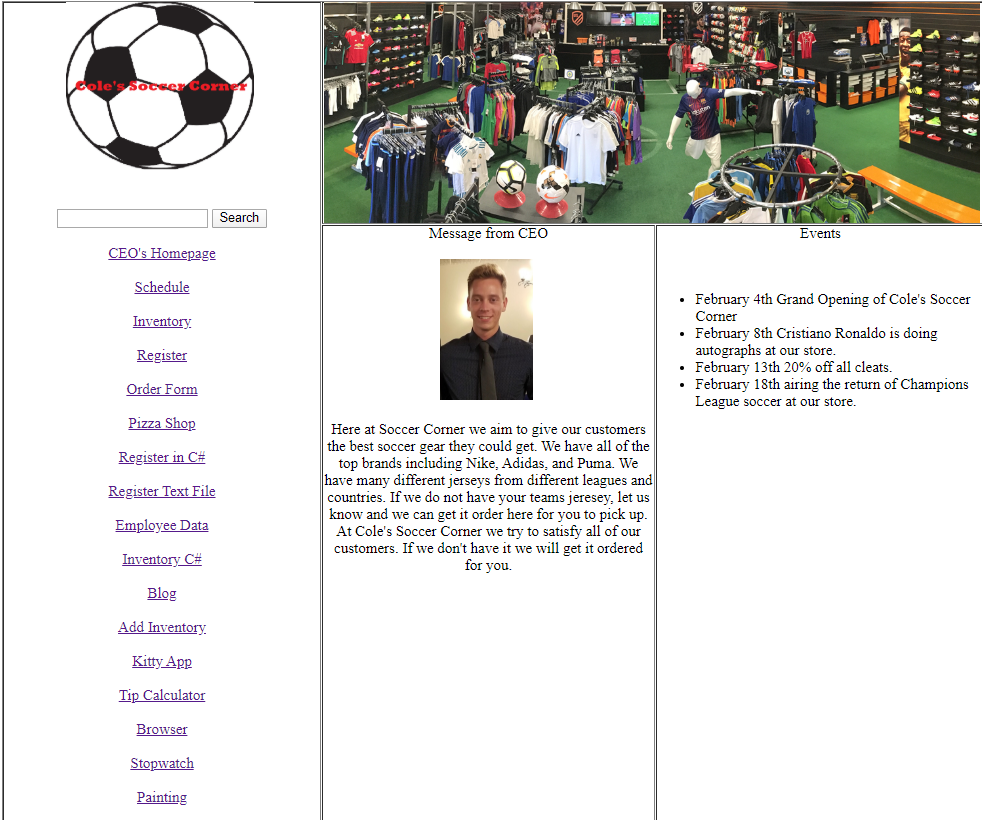 Cole's Soccer Corner
Search
CEO's Homepage
Schedule
Inventory
Register
Order Form
Pizza Shop
Register in C#
Register Text File
Employee Data
Inventory C#
Blog
Add Inventory
Kitty App
Tip Calculator
Browser
Stopwatch
Painting
Message from CEO
Here at Soccer Corner we aim to give our customers
the best soccer gear they could get. We have all of the
top brands including Nike, Adidas, and Puma. We
have many different jerseys from different leagues and
countries. If we do not have your teams jeresey, let us
know and we can get it order here for you to pick up.
At Cole's Soccer Corner we try to satisfy all of our
customers. If we don't have it we will get it ordered
for you.
Events
February 4th Grand Opening of Cole's Soccer
Corner
February 8th Cristiano Ronaldo is doing
autographs at our store.
February 13th 20% off all cleats.
February 18th airing the return of Champions
League soccer at our store.